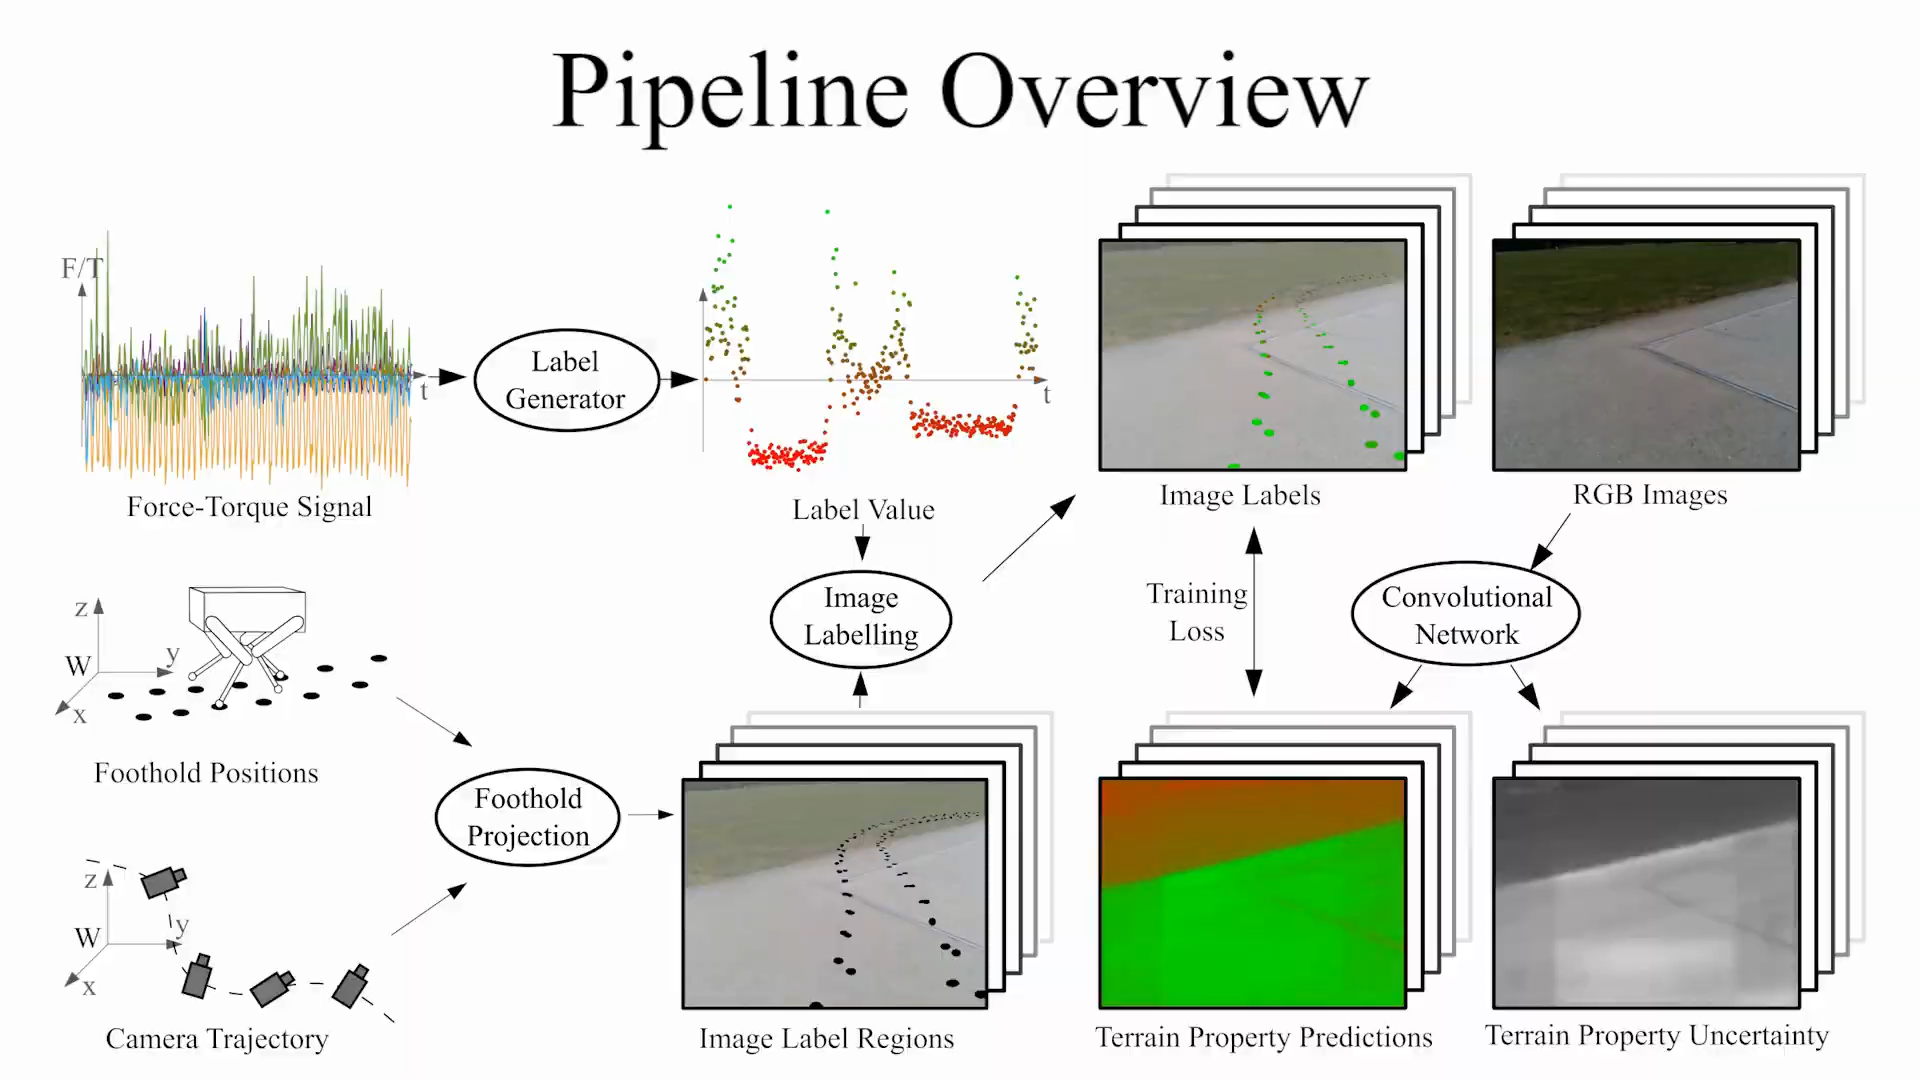 Pipeline Overview
F/T
t
Force-Torque Signal
Label
Generator
t
Label Value
Image Labels
RGB Images
z
W
y
x
Foothold Positions
Image
Labelling
Training
Loss
Convolutional
Network
Foothold
Projection
z
W
y
x
Camera Trajectory
Image Label Regions
Terrain Property Predictions
Terrain Property Uncertainty